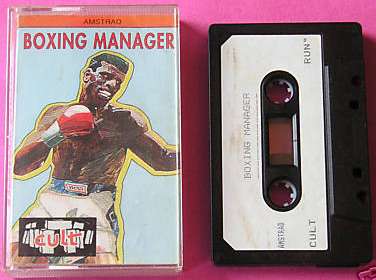 AMSTRAD
BOXING MANAGER
cult
BOXING MANAGER
RUN"
AMSTRAD
CULT